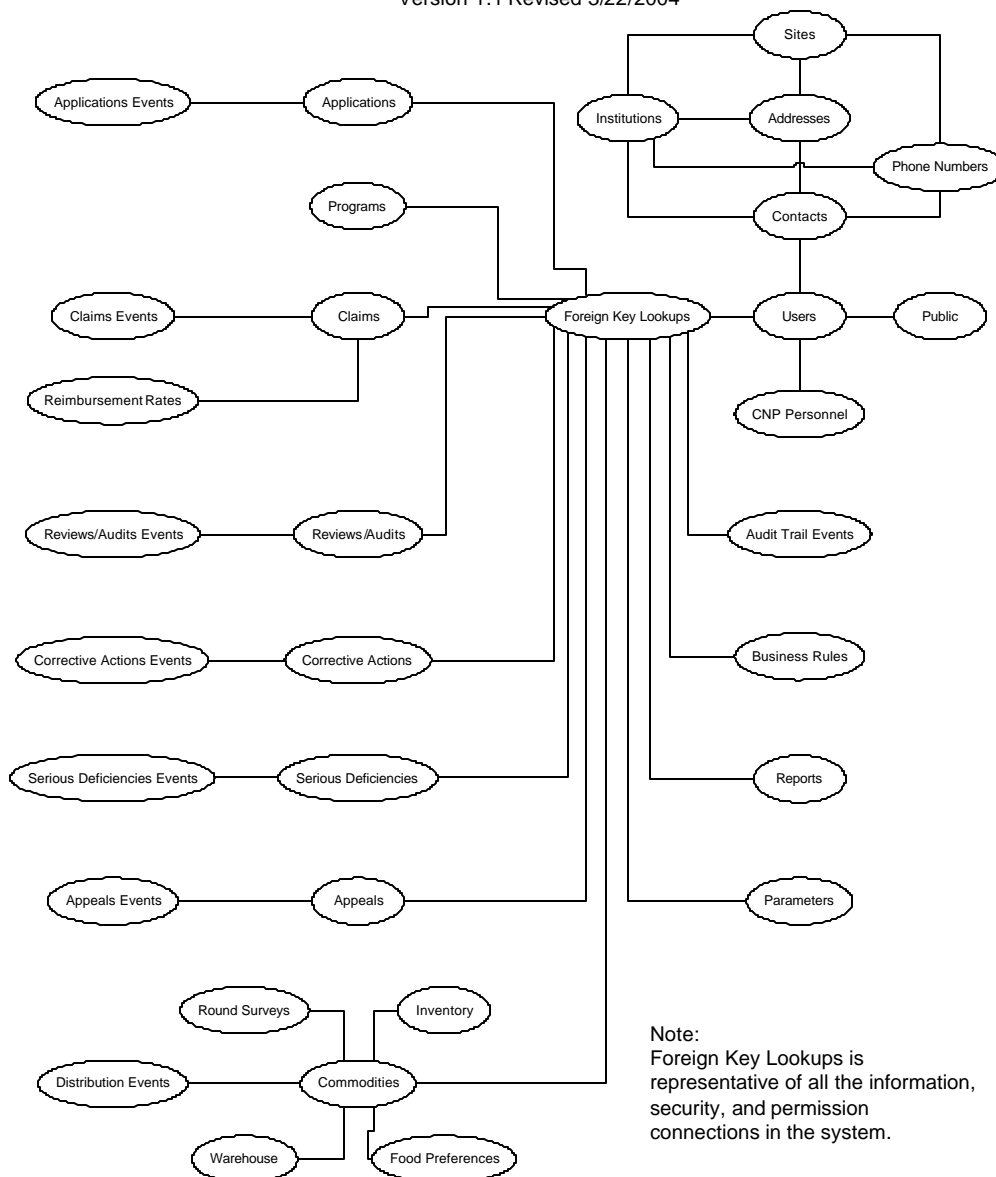 Version 1.1 Revised 3/22/2004
Sites
Applications Events
Applications
Institutions
Addresses
Phone Numbers
Programs
Contacts
Claims Events
Claims
Foreign Key Lookups
Users
Public
Reimbursement Rates
CNP Personnel
Reviews/Audits Events
Reviews/Audits
Audit Trail Events
Corrective Actions Events
Corrective Actions
Business Rules
Serious Deficiencies Events
Serious Deficiencies
Reports
Appeals Events
Appeals
Parameters
Round Surveys
Inventory
Distribution Events
Commodities
Warehouse
Food Preferences
Note:
Foreign Key Lookups is
representative of all the information,
security, and permission
connections in the system.